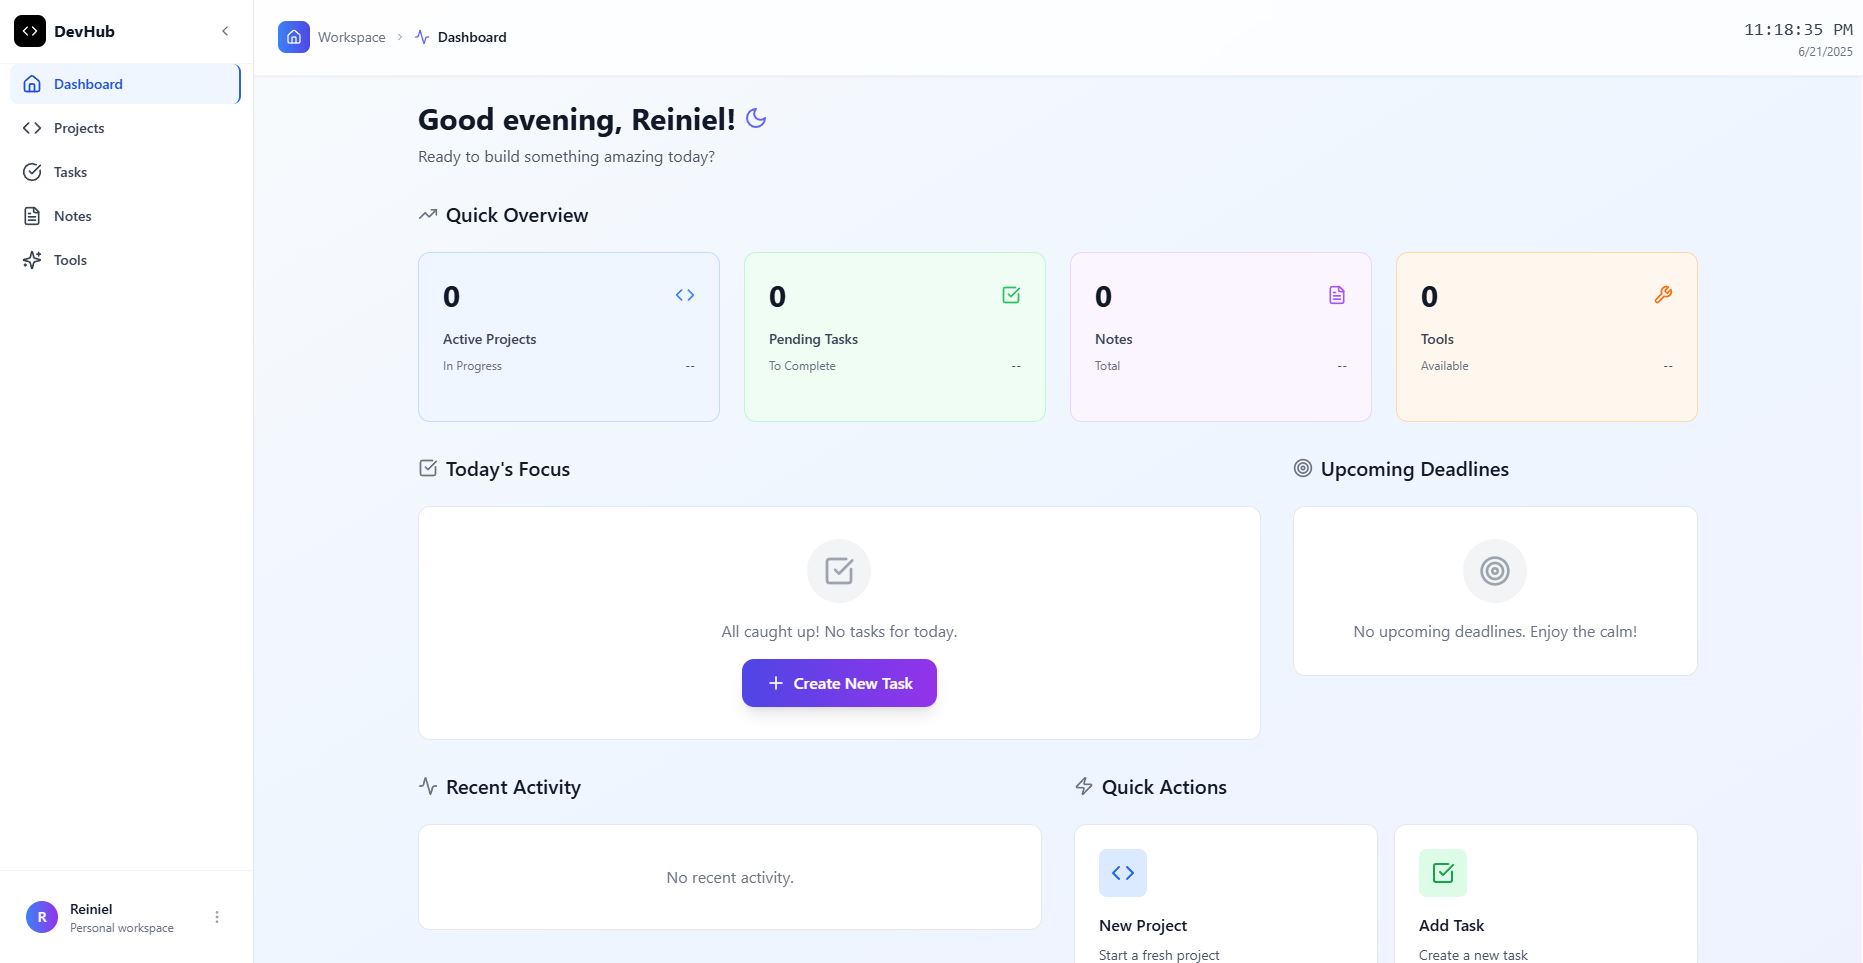 DevHub
Dashboard
Projects
Tasks
Notes
Tools
R
Reiniel
Personal workspace
Workspace
Dashboard
11:18:35 PM
6/21/2025
Good evening, Reiniel!
Ready to build something amazing today?
Quick Overview
0
Active Projects
In Progress --
0
Pending Tasks
To Complete --
0
Notes
Total --
0
Tools
Available --
Today's Focus
All caught up! No tasks for today.
Create New Task
Upcoming Deadlines
No upcoming deadlines. Enjoy the calm!
Recent Activity
No recent activity.
Quick Actions
New Project
Start a fresh project
Add Task
Create a new task